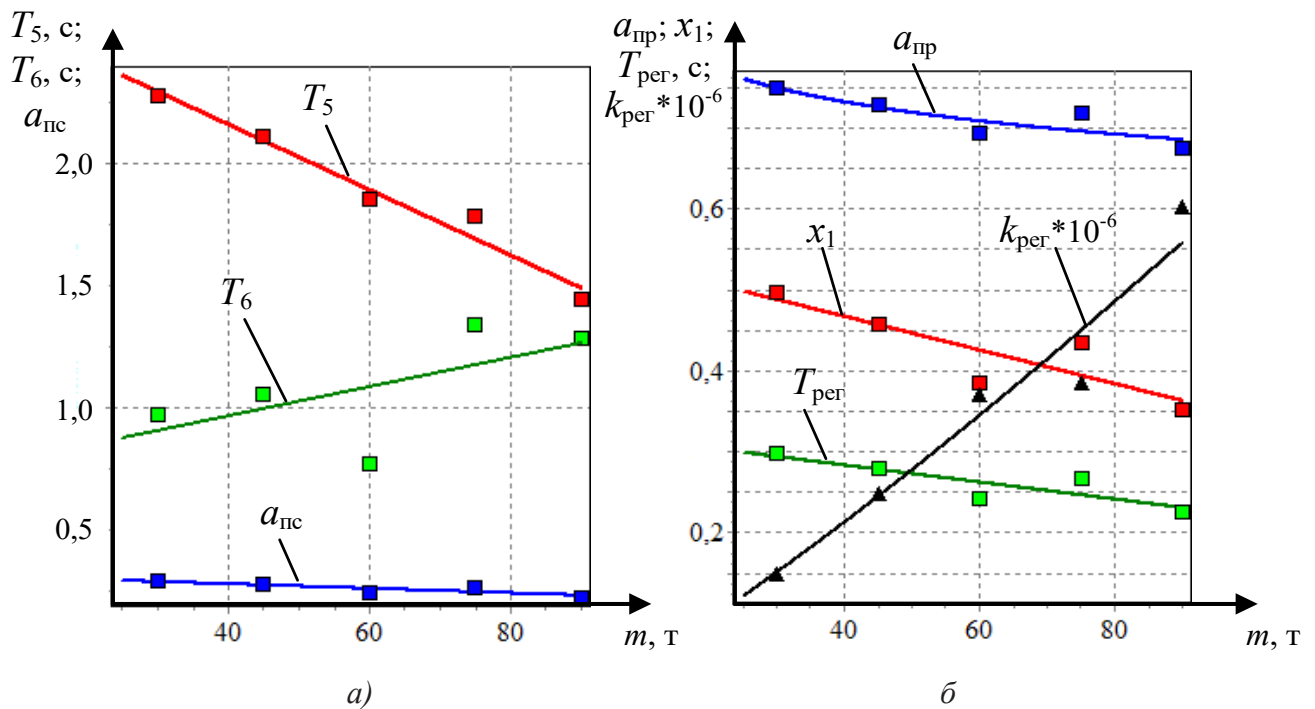 T₅, с;
T₆, с;
aпс
2,0
1,5
1,0
0,5
T₅
T₆
aпс
40
60
80
m, т
а)
aпр; x₁;
Tрег, с;
kрег*10⁻⁶
0,6
0,4
0,2
aпр
x₁
kрег*10⁻⁶
Tрег
40
60
80
m, т
б